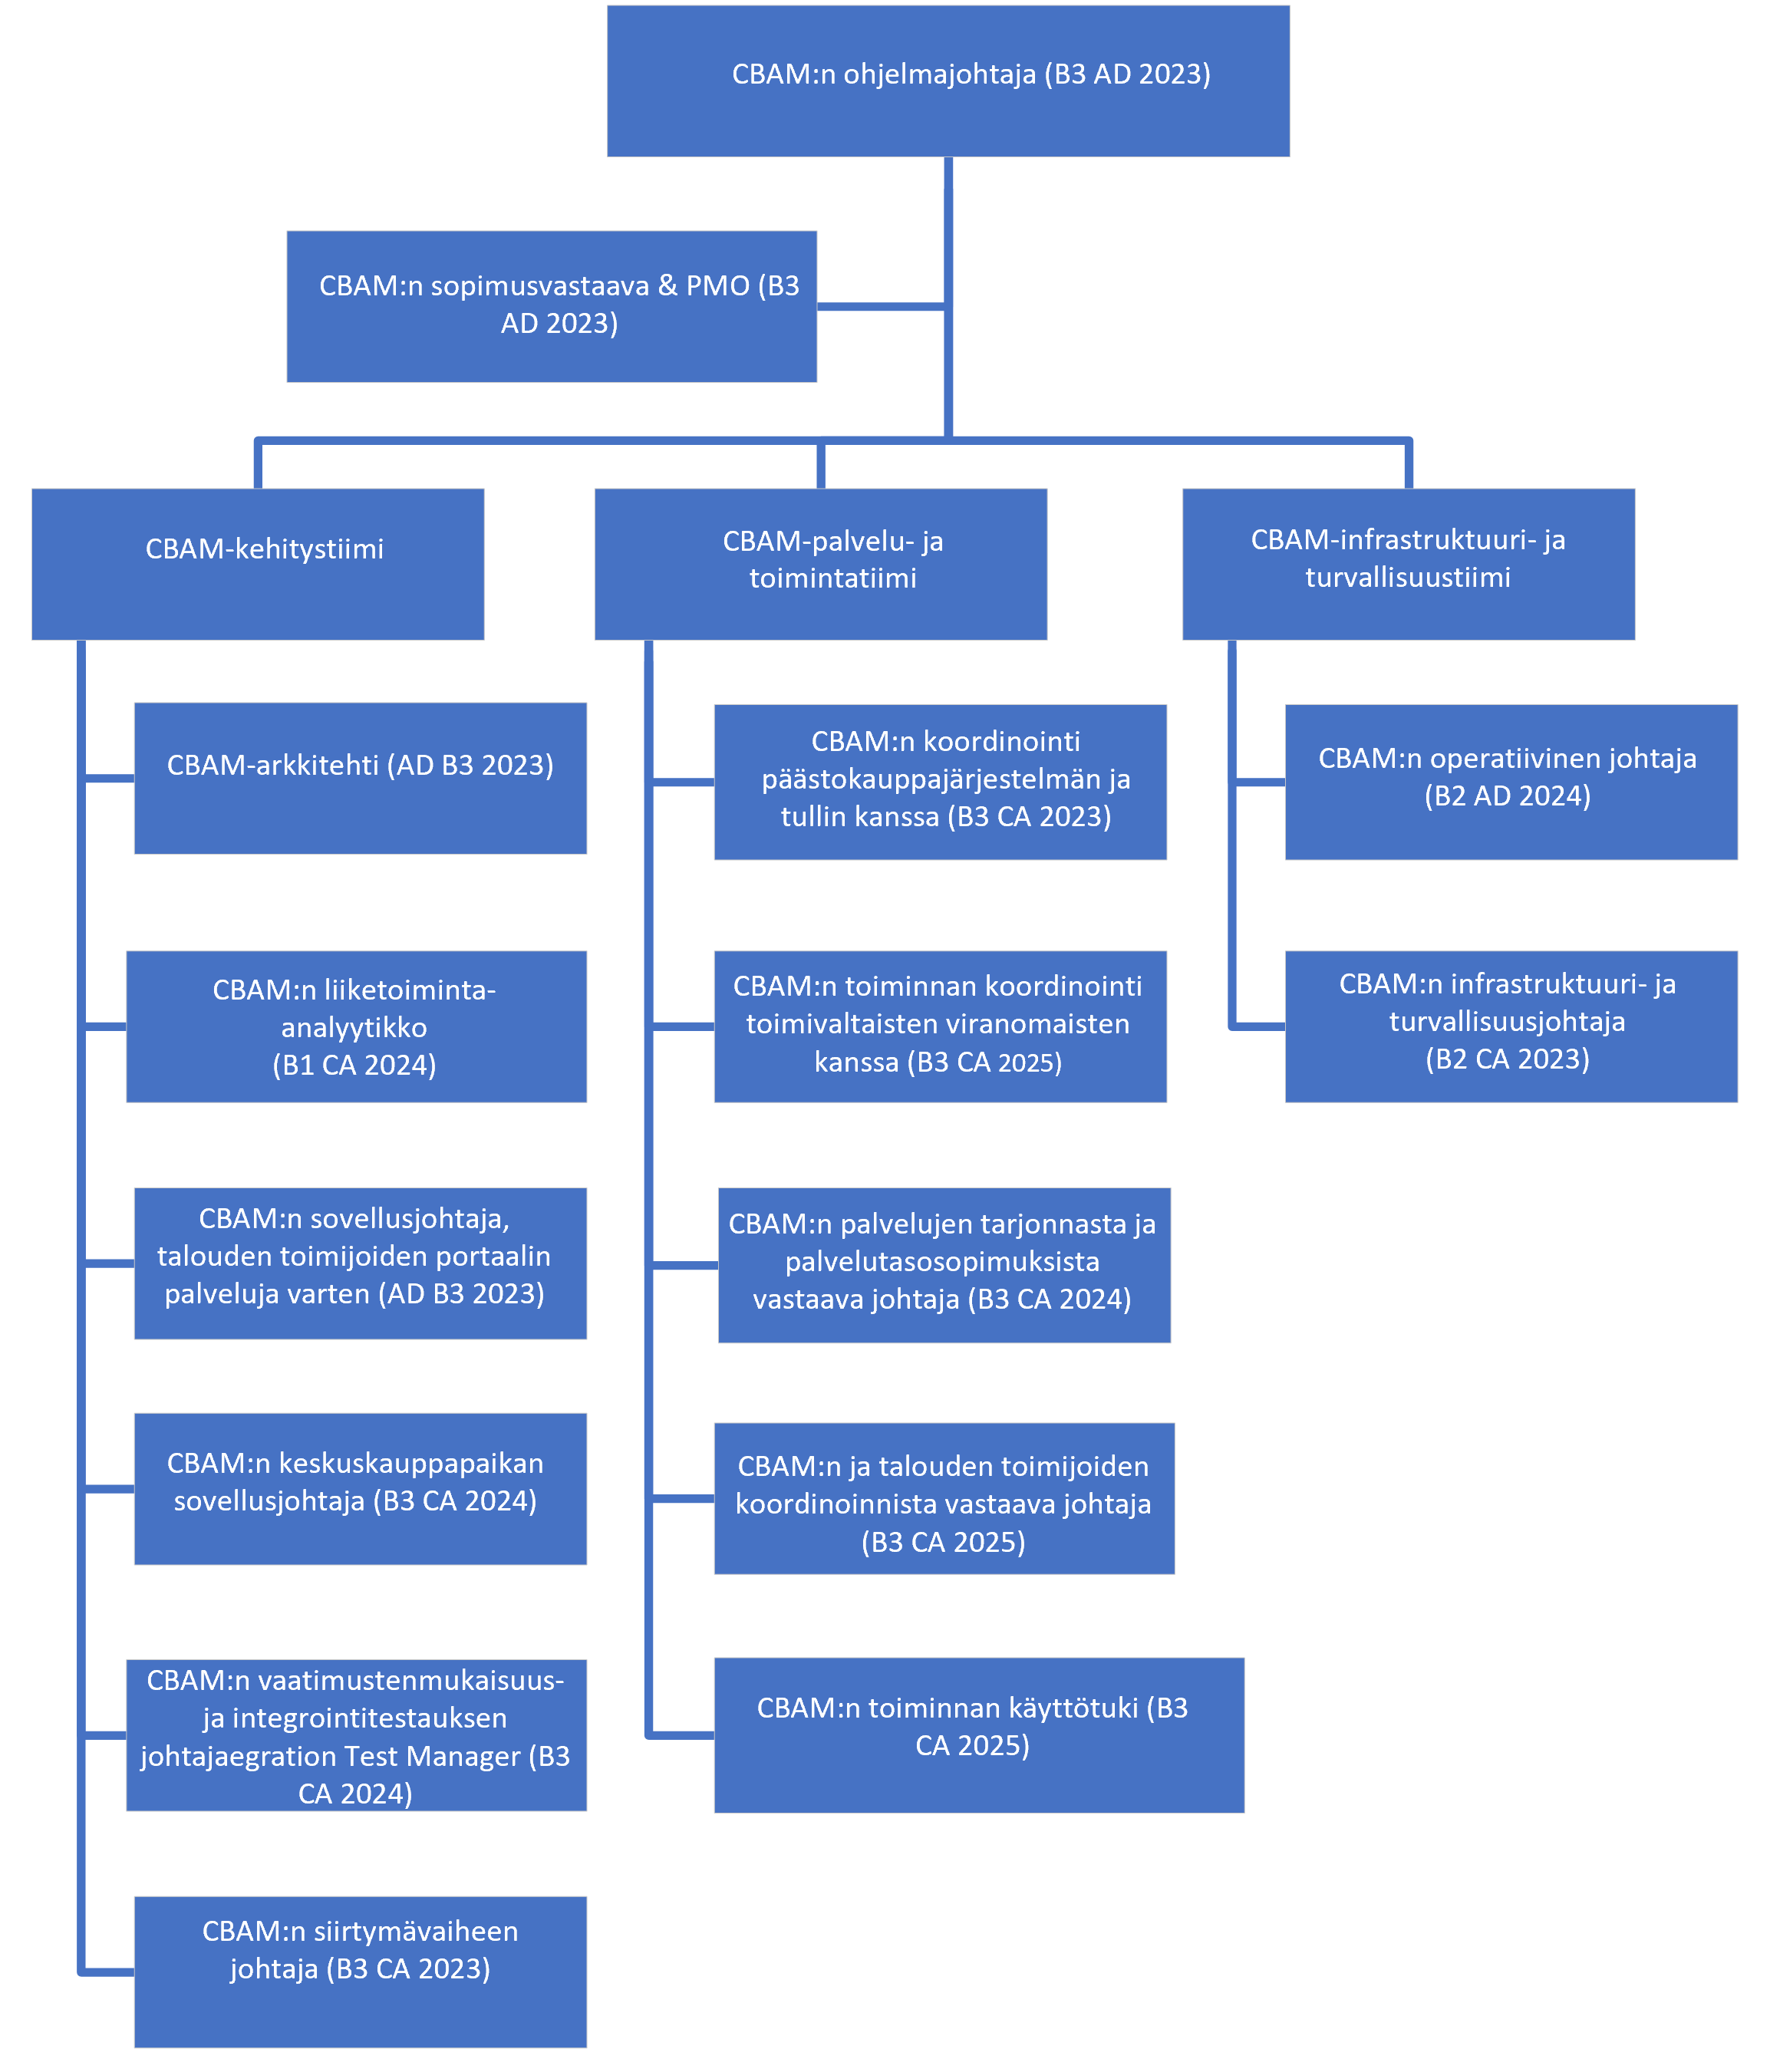 CBAM:n ohjelmajohtaja (B3 AD 2023)
CBAM:n sopimusvastaava & PMO (B3
AD 2023)
CBAM-kehitystiimi
CBAM-arkkitehti (AD B3 2023)
CBAM:n liiketoiminta-
analyytikko
(B1 CA 2024)
CBAM:n sovellusjohtaja,
talouden toimijoiden portaalin
palveluja varten (AD B3 2023)
CBAM:n keskuskauppapaikan
sovellusjohtaja (B3 CA 2024)
CBAM:n vaatimustenmukaisuus-
ja integrointitestauksen
johtajaegration Test Manager (B3
CA 2024)
CBAM:n siirtymävaiheen
johtaja (B3 CA 2023)
CBAM-palvelu- ja
toimintatiimi
CBAM:n koordinointi
päästokauppajärjestelmän ja
tullin kanssa (B3 CA 2023)
CBAM:n toiminnan koordinointi
toimivaltaisten viranomaisten
kanssa (B3 CA 2025)
CBAM:n palvelujen tarjonnasta ja
palvelutasosopimuksista
vastaava johtaja (B3 CA 2024)
CBAM:n ja talouden toimijoiden
koordinoinnista vastaava johtaja
(B3 CA 2025)
CBAM:n toiminnan käyttötuki (B3
CA 2025)
CBAM-infrastruktuuri- ja
turvallisuustiimi
CBAM:n operatiivinen johtaja
(B2 AD 2024)
CBAM:n infrastruktuuri- ja
turvallisuusjohtaja
(B2 CA 2023)